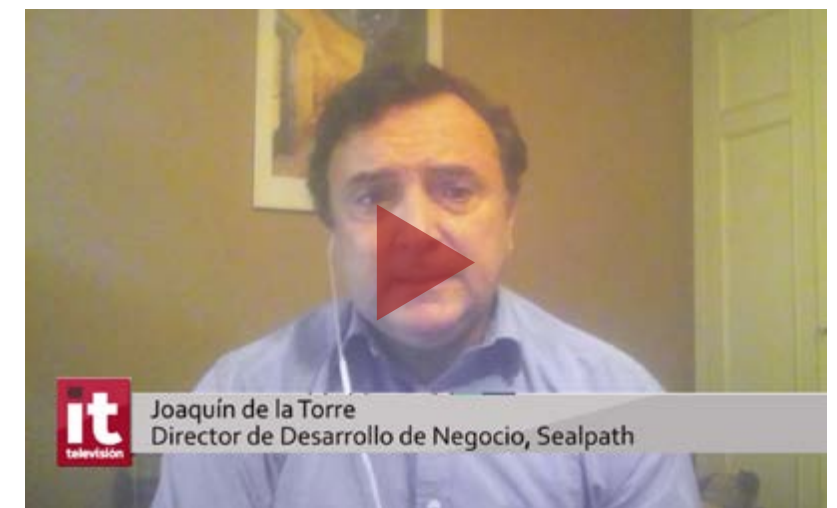 it
televisión
Joaquín de la Torre
Director de Desarrollo de Negocio, Sealpath